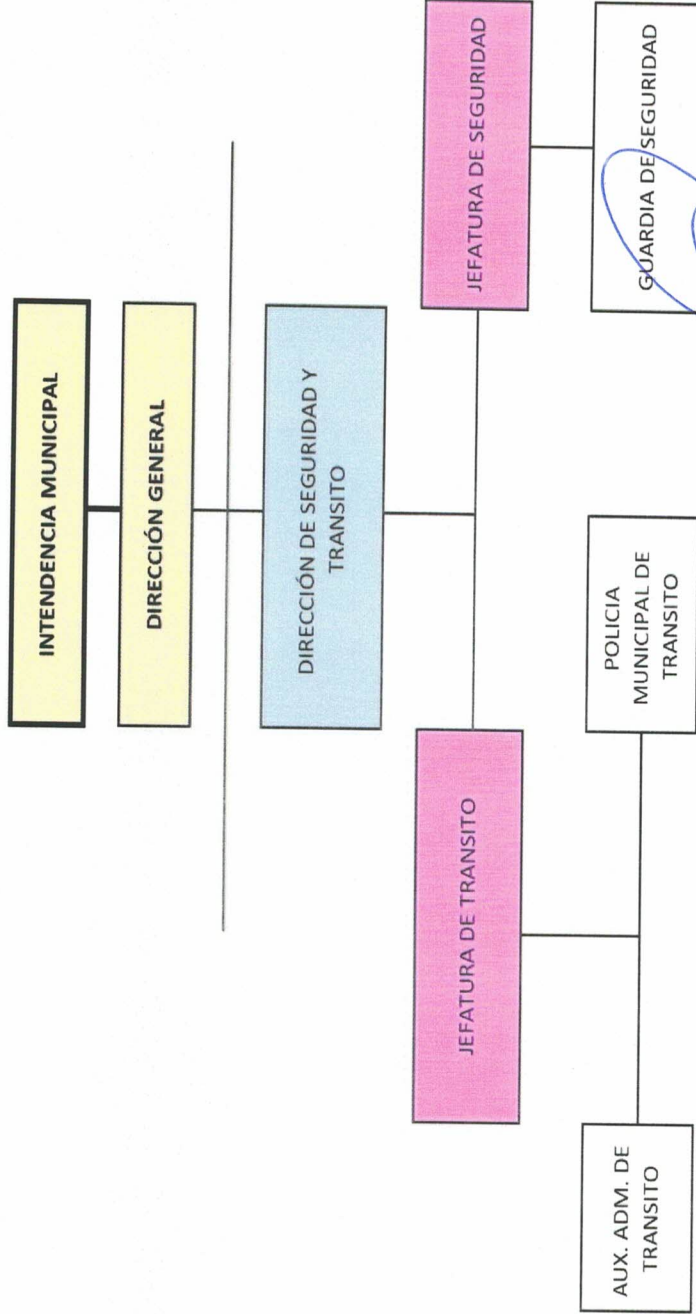 INTENDENCIA MUNICIPAL
DIRECCIÓN GENERAL
DIRECCIÓN DE SEGURIDAD Y
TRANSITO
JEFATURA DE TRANSITO
JEFATURA DE SEGURIDAD
AUX. ADM. DE
TRANSITO
POLICIA
MUNICIPAL DE
TRANSITO
GUARDIA DE SEGURIDAD